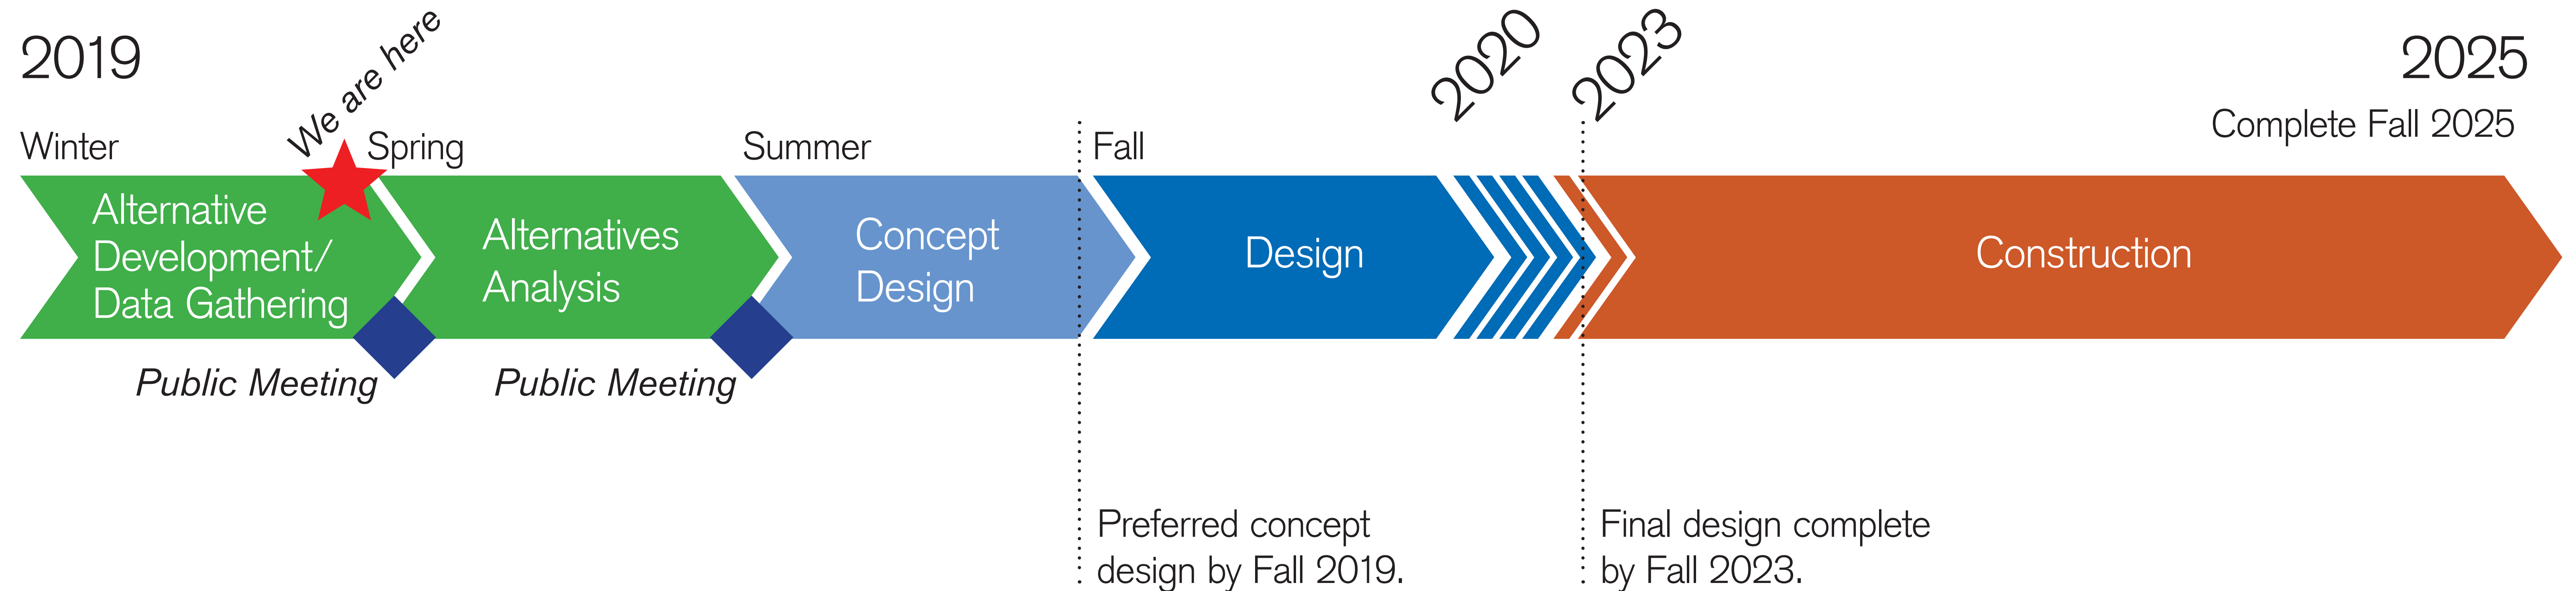 2019
We are here
2020
2023
2025
Complete Fall 2025
Winter
Spring
Summer
Fall
Alternative
Development/
Data Gathering
Alternatives
Analysis
Concept
Design
Design
Construction
Public Meeting
Public Meeting
Preferred concept
design by Fall 2019.
Final design complete
by Fall 2023.